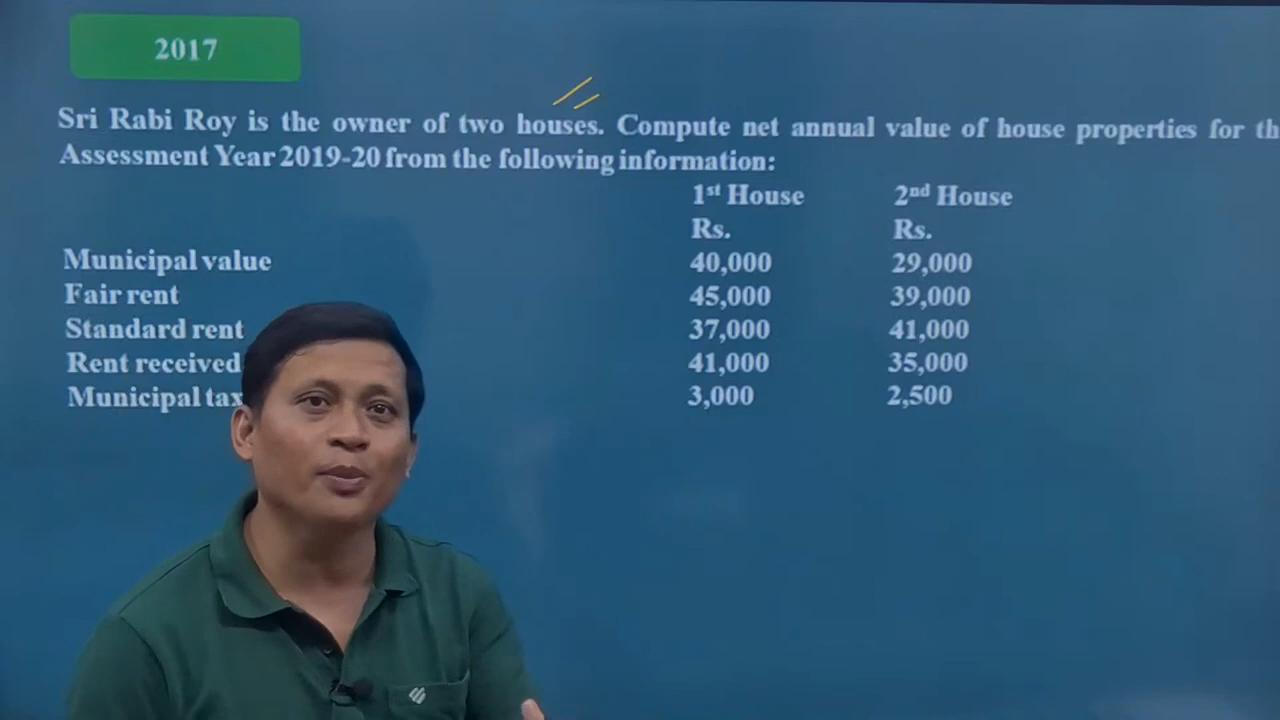 2017
Sri Rabi Roy is the owner of two houses. Compute net annual value of house properties for th
Assessment Year 2019-20 from the following information:
1st House 2nd House
Rs. Rs.
Municipal value 40,000 29,000
Fair rent 45,000 39,000
Standard rent 37,000 41,000
Rent received 41,000 35,000
Municipal tax 3,000 2,500